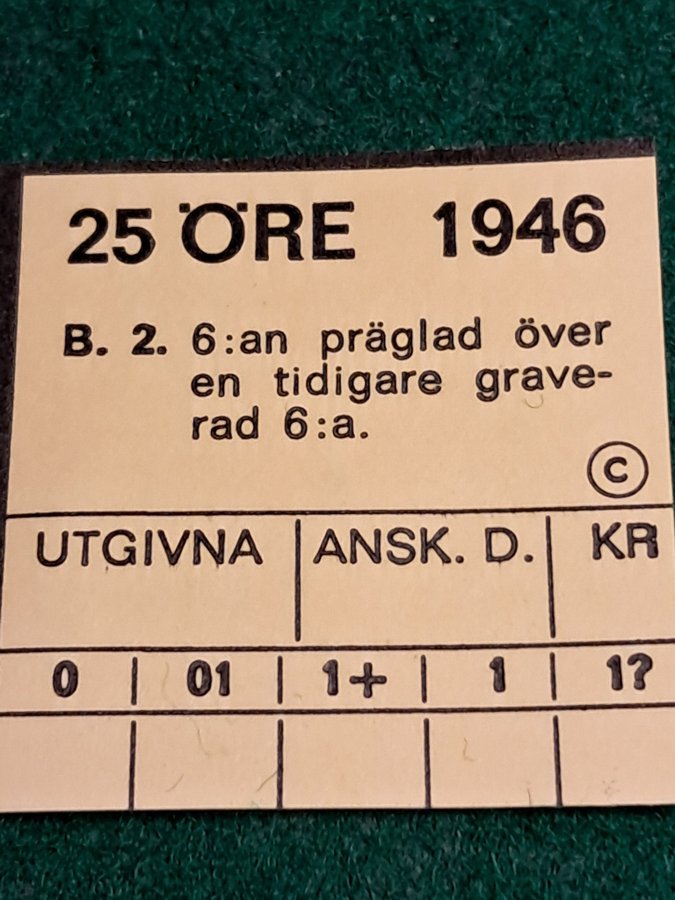 25 ÖRE 1946
B. 2. 6:an präglad över
en tidigare grave-
rad 6:a.
©
UTGIVNA | ANSK. D. | KR
0 | 01 | 1+ | 1 | 1?